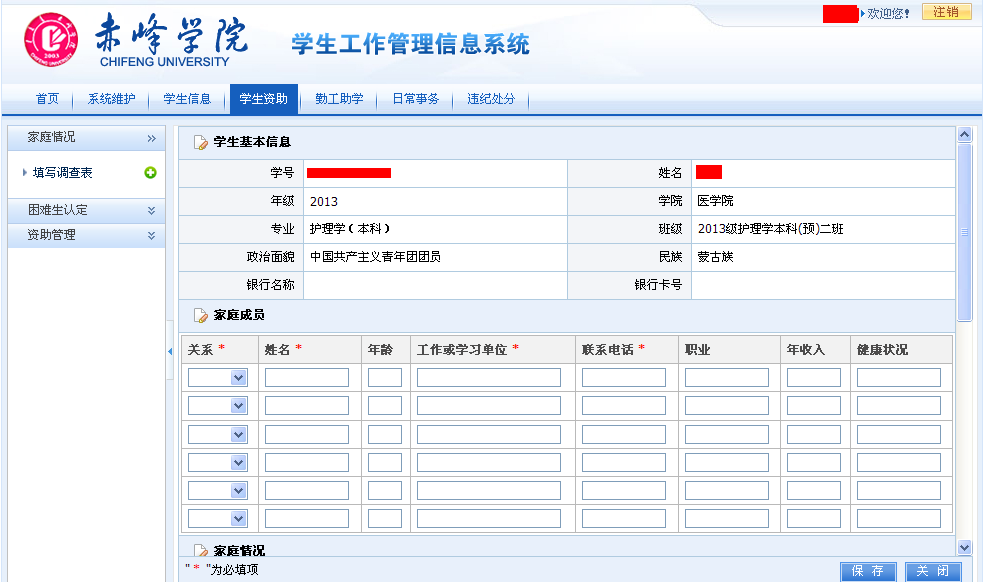 欢迎您! 注销
赤峰学院
CHIFENG UNIVERSITY
2003
学生工作管理信息系统
首页 系统维护 学生信息 学生资助 勤工助学 日常事务 违纪处分
家庭情况
填写调查表
困难生认定
资助管理
学生基本信息
学号 姓名
年级 2013 学院 医学院
专业 护理学（本科） 班级 2013级护理学本科(预)二班
政治面貌 中国共产主义青年团团员 民族 蒙古族
银行名称 银行卡号
家庭成员
关系 * 姓名 * 年龄 工作或学习单位 * 联系电话 * 职业 年收入 健康状况
家庭情况
" * "为必填项
保 存 关 闭